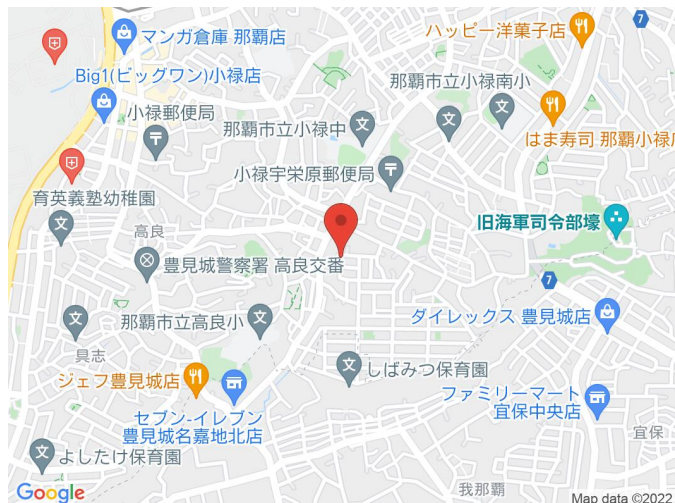 マンガ倉庫 那覇店
ハッピー洋菓子店
7
Big1(ビッグワン)小禄店
那覇市立小禄南小
小禄郵便局
那覇市立小禄中
はま寿司 那覇小禄店
小禄宇栄原郵便局
育英義塾幼稚園
高良
旧海軍司令部壕
豊見城警察署 高良交番
7
ダイレックス 豊見城店
那覇市立高良小
具志
しばみつ保育園
ジェフ豊見城店
ファミリーマート
宜保中央店
セブン-イレブン
豊見城名嘉地北店
宜保
よしたけ保育園
我那覇
Google
Map data ©2022